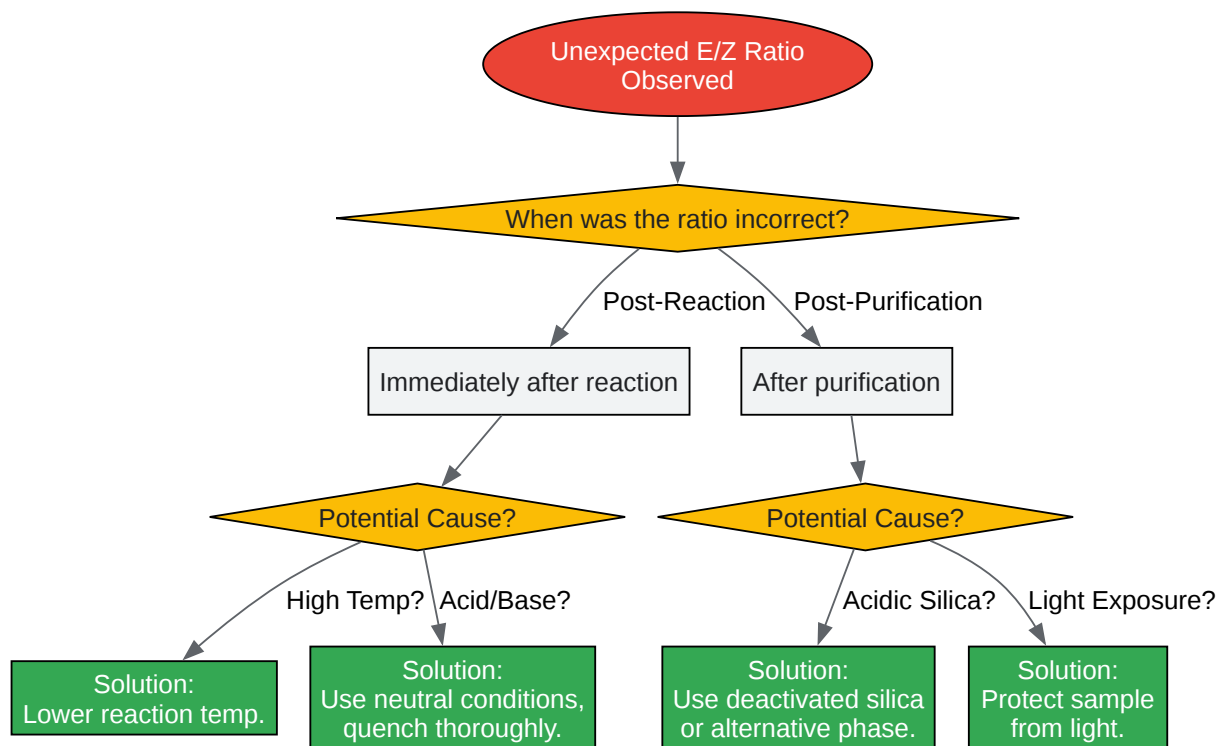 Unexpected E/Z Ratio
Observed
When was the ratio incorrect?
Post-Reaction
Post-Purification
Immediately after reaction
After purification
Potential Cause?
Potential Cause?
High Temp?
Acid/Base?
Acidic Silica?
Light Exposure?
Solution:
Lower reaction temp.
Solution:
Use neutral conditions,
quench thoroughly.
Solution:
Use deactivated silica
or alternative phase.
Solution:
Protect sample
from light.